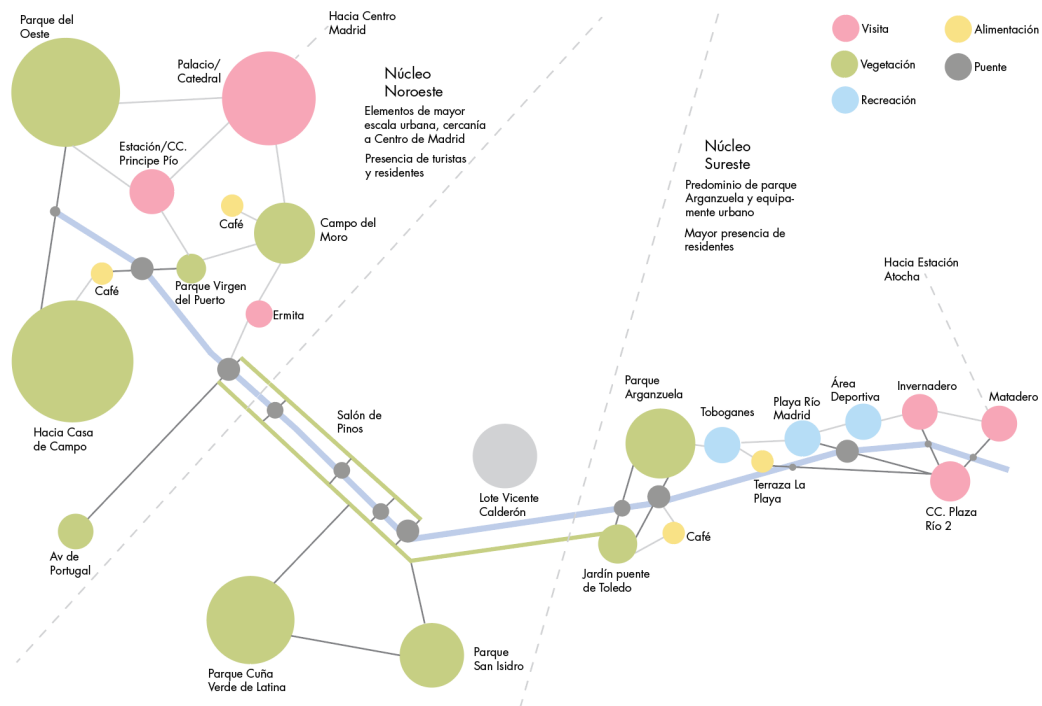 Parque del
Oeste
Hacia Centro
Madrid
Palacio/
Catedral
Núcleo
Noroeste
Elementos de mayor
escala urbana, cercanía
a Centro de Madrid
Presencia de turistas
y residentes
Visita
Vegetación
Recreación
Alimentación
Puente
Estación/CC.
Principe Pío
Café
Campo del
Moro
Café
Parque Virgen
del Puerto
Ermita
Hacia Casa
de Campo
Núcleo
Sureste
Predominio de parque
Arganzuela y equipa-
mente urbano
Mayor presencia de
residentes
Hacia Estación
Atocha
Salón de
Pinos
Lote Vicente
Calderón
Parque
Arganzuela
Toboganes
Playa Río
Madrid
Área
Deportiva
Invernadero
Matadero
Terraza La
Playa
CC. Plaza
Río 2
Café
Jardín puente
de Toledo
Av de
Portugal
Parque Cuña
Verde de Latina
Parque
San Isidro